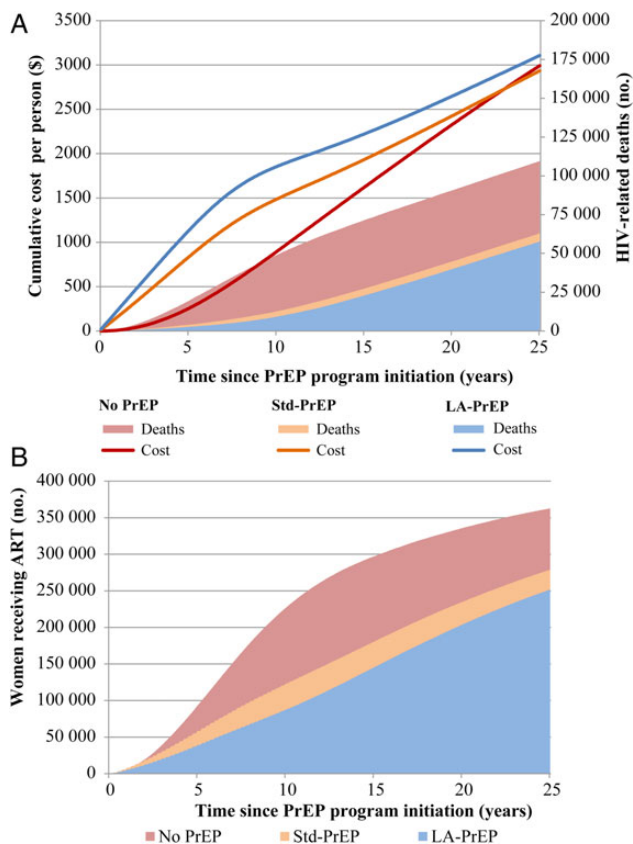 A
3500
3000
2500
2000
1500
1000
500
0
Cumulative cost per person ($)
200 000
175 000
150 000
125 000
100 000
75 000
50 000
25 000
0
HIV-related deaths (no.)
0 5 10 15 20 25
Time since PrEP program initiation (years)
No PrEP Std-PrEP LA-PrEP
Deaths Deaths Deaths
Cost Cost Cost
B
400 000
350 000
300 000
250 000
200 000
150 000
100 000
50 000
0
Women receiving ART (no.)
0 5 10 15 20 25
Time since PrEP program initiation (years)
No PrEP Std-PrEP LA-PrEP